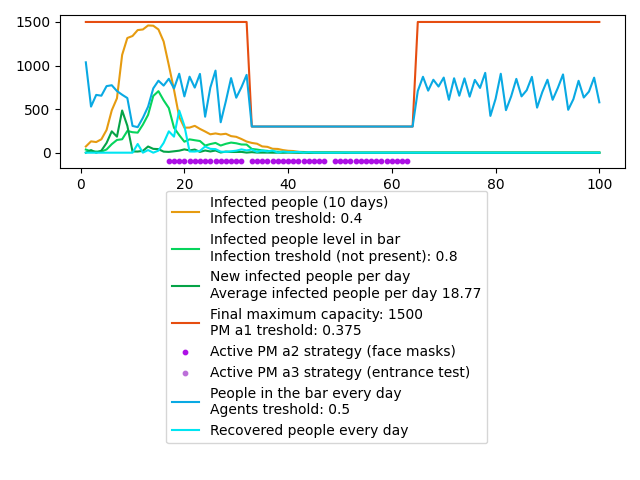 1500
1000
500
0
0 20 40 60 80 100
Infected people (10 days)
Infection treshold: 0.4
Infected people level in bar
Infection treshold (not present): 0.8
New infected people per day
Average infected people per day 18.77
Final maximum capacity: 1500
PM a1 treshold: 0.375
Active PM a2 strategy (face masks)
Active PM a3 strategy (entrance test)
People in the bar every day
Agents treshold: 0.5
Recovered people every day